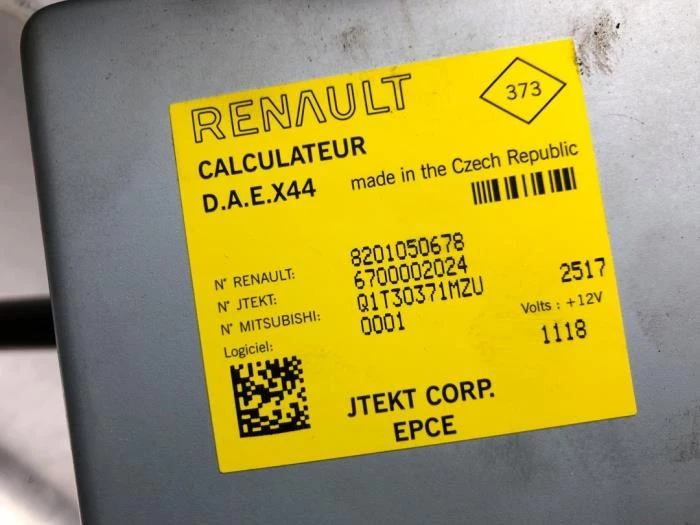 RENAULT
373
CALCULATEUR
D.A.E.X44 made in the Czech Republic
N° RENAULT: 8201050678
N° JTEKT: 6700002024 2517
N° MITSUBISHI: Q1T30371MZU Volts : +12V
Logiciel: 0001 1118
JTEKT CORP.
EPCE